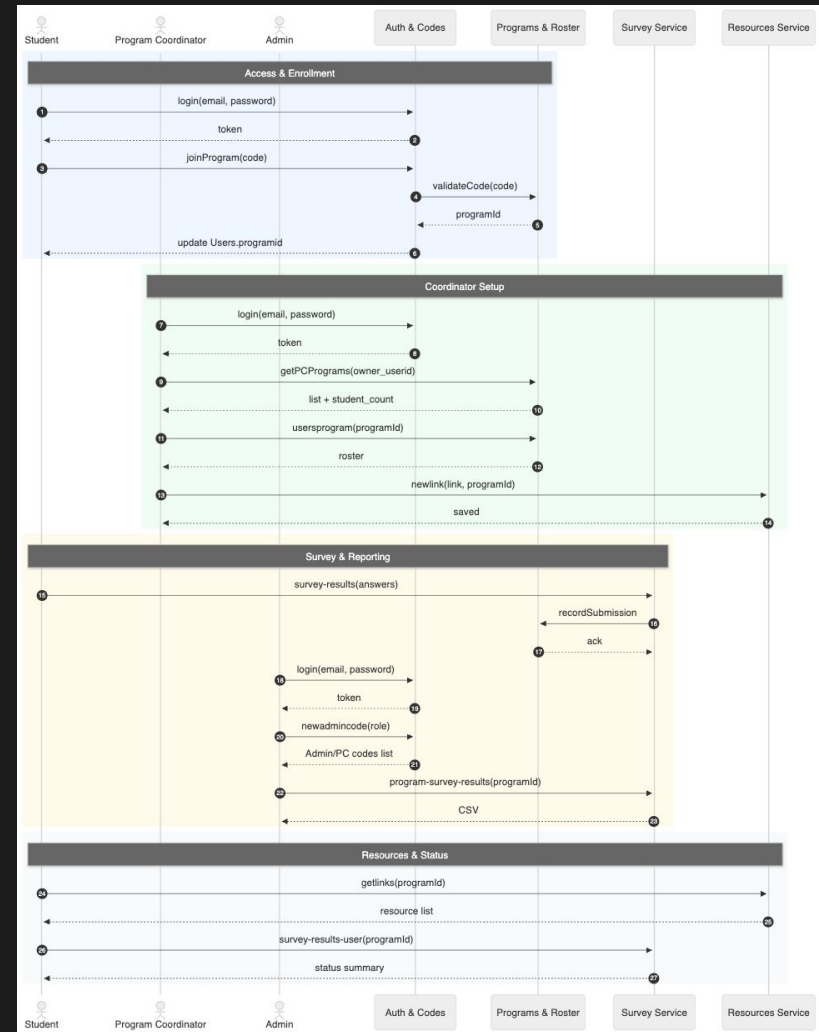 Student
Program Coordinator
Admin
Auth & Codes
Programs & Roster
Survey Service
Resources Service
Access & Enrollment
login(email, password)
1
token
2
joinProgram(code)
3
validateCode(code)
4
programId
5
update Users.programid
6
Coordinator Setup
login(email, password)
7
token
8
getPCPrograms(owner_userid)
9
list + student_count
10
usersprogram(programId)
11
roster
12
newlink(link, programId)
13
saved
14
Survey & Reporting
survey-results(answers)
15
recordSubmission
16
ack
17
login(email, password)
18
token
19
newadmincode(role)
20
Admin/PC codes list
21
program-survey-results(programId)
22
CSV
23
Resources & Status
getlinks(programId)
24
resource list
25
survey-results-user(programId)
26
status summary
27
Student
Program Coordinator
Admin
Auth & Codes
Programs & Roster
Survey Service
Resources Service